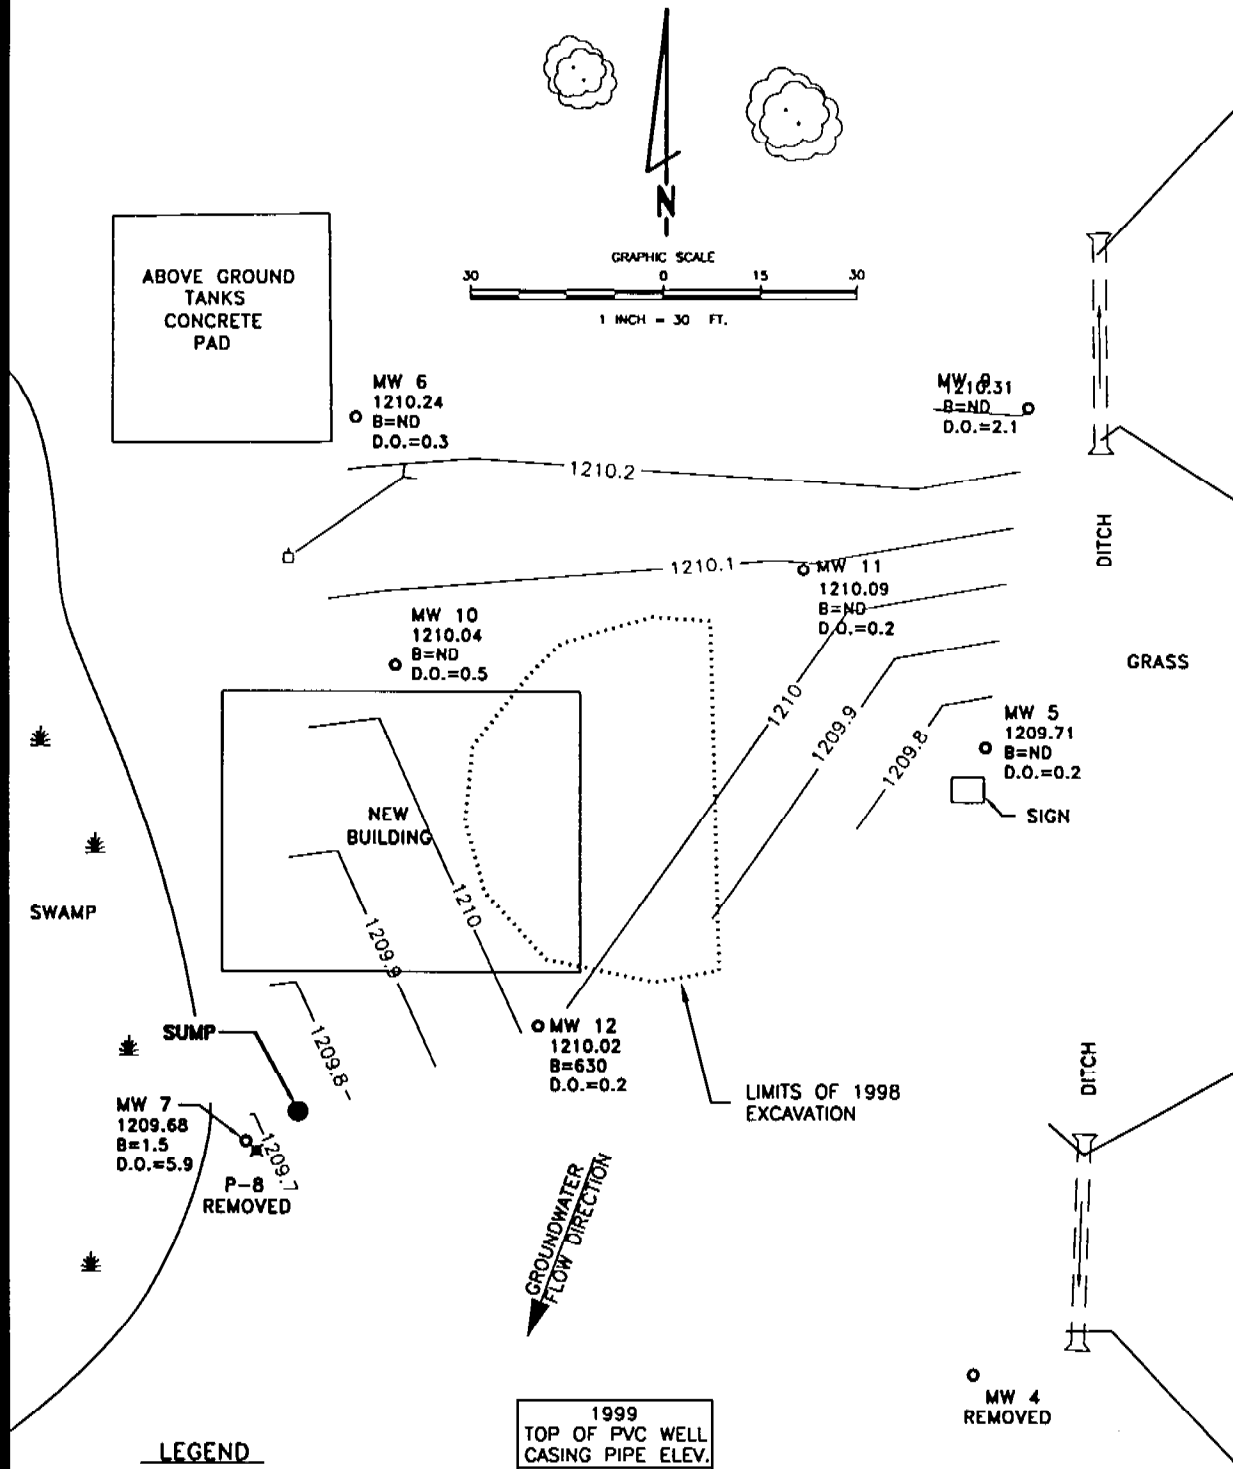 N
GRAPHIC SCALE
30 0 15 30
1 INCH = 30 FT.
ABOVE GROUND
TANKS
CONCRETE
PAD
MW 6
1210.24
B=ND
D.O.=0.3
1210.31
B=ND
D.O.=2.1
1210.2
DITCH
1210.1
MW 11
1210.09
B=ND
D.O.=0.2
MW 10
1210.04
B=ND
D.O.=0.5
GRASS
1210
1209.9
1209.8
MW 5
1209.71
B=ND
D.O.=0.2
SIGN
NEW
BUILDING
1210
1209.9
SWAMP
SUMP
1209.8
MW 12
1210.02
B=630
D.O.=0.2
LIMITS OF 1998
EXCAVATION
DITCH
MW 7
1209.68
B=1.5
D.O.=5.9
1209.7
P-8
REMOVED
GROUNDWATER
FLOW DIRECTION
MW 4
REMOVED
1999
TOP OF PVC WELL
CASING PIPE ELEV.
LEGEND